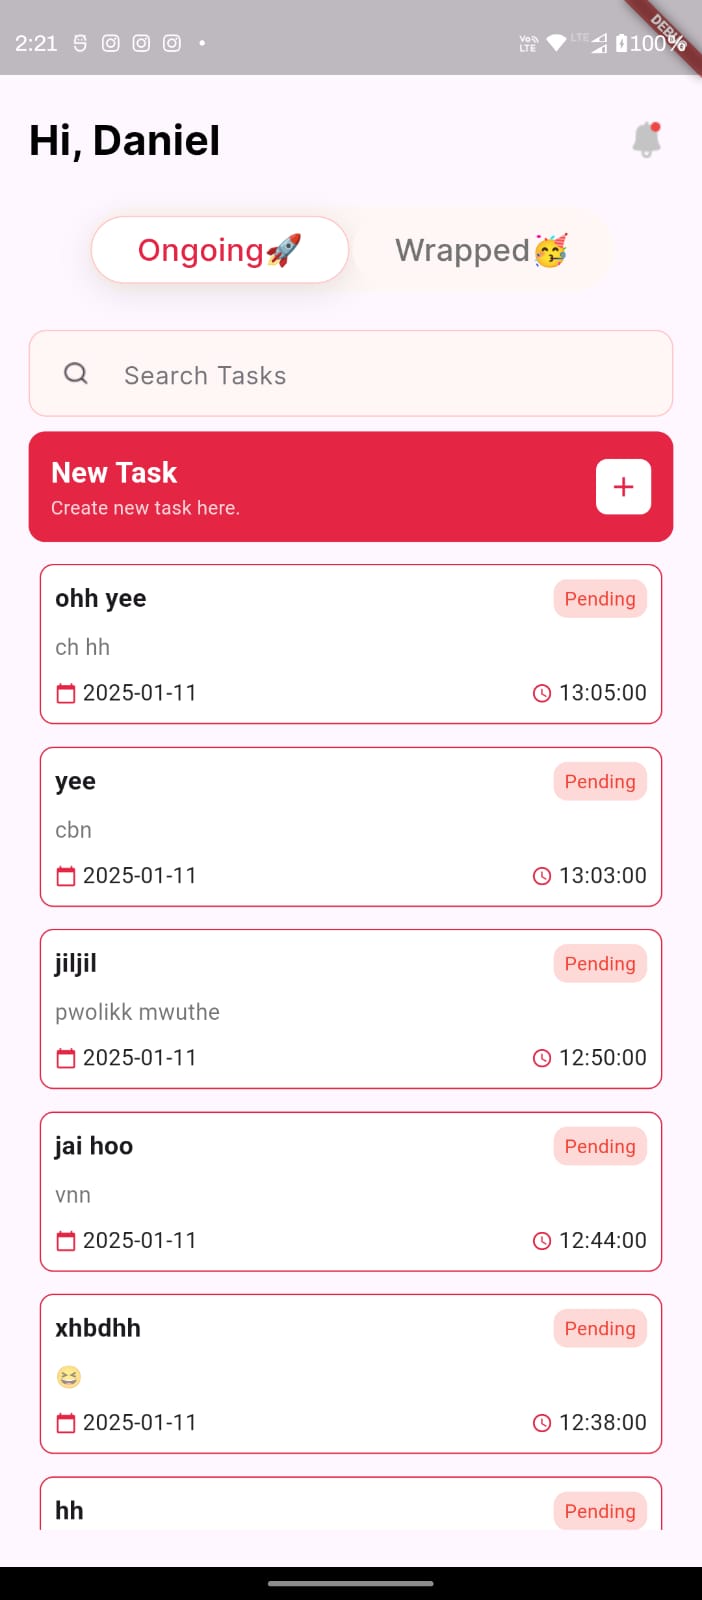 2:21
Vo LTE LTE 100%
DEBUG
Hi, Daniel
Ongoing🚀 Wrapped🥳
Search Tasks
New Task
Create new task here.
+
ohh yee Pending
ch hh
2025-01-11 13:05:00
yee Pending
cbn
2025-01-11 13:03:00
jiljil Pending
pwolikk mwuthe
2025-01-11 12:50:00
jai hoo Pending
vnn
2025-01-11 12:44:00
xhbdhh Pending
😆
2025-01-11 12:38:00
hh Pending